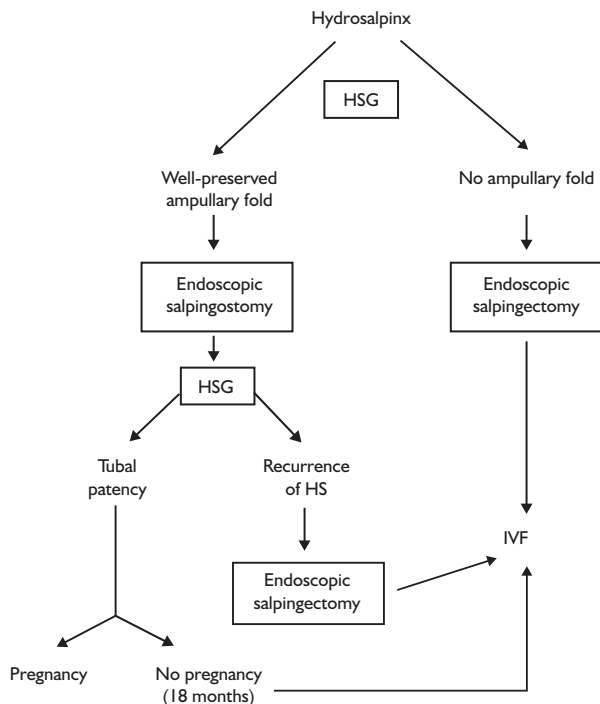 Hydrosalpinx
HSG
Well-preserved
ampullary fold
No ampullary fold
Endoscopic
salpingostomy
Endoscopic
salpingectomy
HSG
Tubal
patency
Recurrence
of HS
IVF
Endoscopic
salpingectomy
Pregnancy
No pregnancy
(18 months)